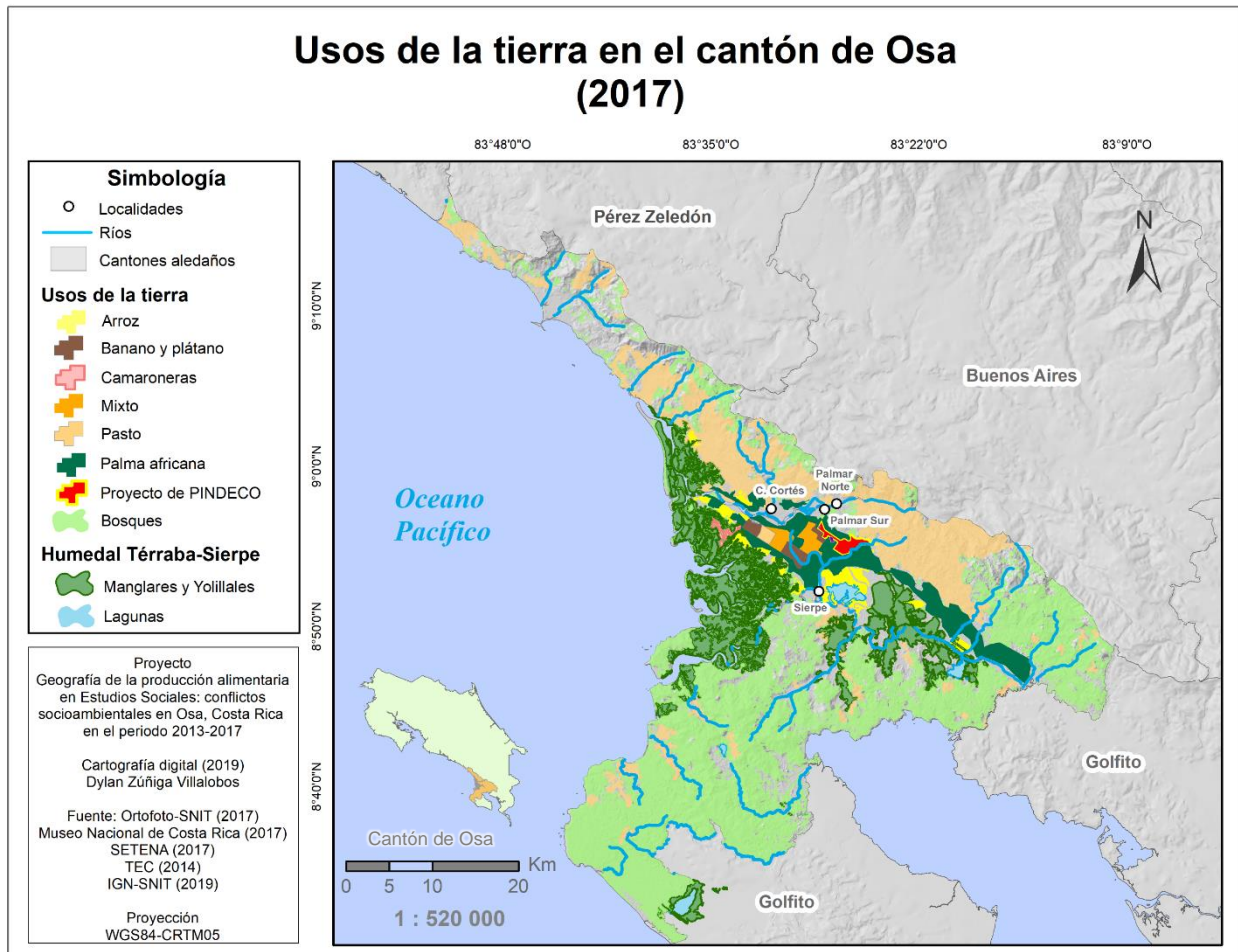 Usos de la tierra en el cantón de Osa
(2017)
Simbología
Localidades
Ríos
Cantones aledaños
Usos de la tierra
Arroz
Banano y plátano
Camaroneras
Mixto
Pasto
Palma africana
Proyecto de PINDECO
Bosques
Humedal Térraba-Sierpe
Manglares y Yolillales
Lagunas
Proyecto
Geografía de la producción alimentaria
en Estudios Sociales: conflictos
socioambientales en Osa, Costa Rica
en el periodo 2013-2017
Cartografía digital (2019)
Dylan Zúñiga Villalobos
Fuente: Ortofoto-SNIT (2017)
Museo Nacional de Costa Rica (2017)
SETENA (2017)
TEC (2014)
IGN-SNIT (2019)
Proyección
WGS84-CRTM05
83°48'0"O
83°35'0"O
83°22'0"O
83°9'0"O
9°10'0"N
9°0'0"N
8°50'0"N
8°40'0"N
N
Pérez Zeledón
Buenos Aires
Oceano
Pacífico
C. Cortés
Palmar
Norte
Palmar Sur
Sierpe
Golfito
Golfito
Cantón de Osa
Km
0 5 10 20
1 : 520 000